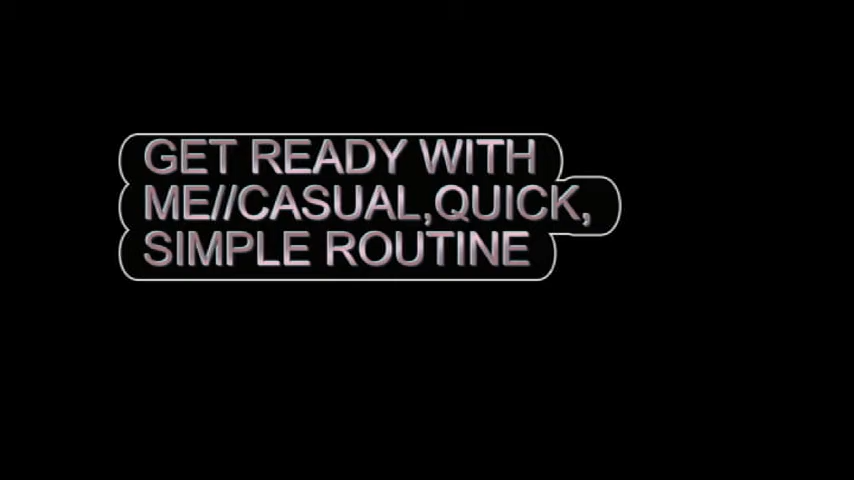 GET READY WITH
ME//CASUAL,QUICK,
SIMPLE ROUTINE